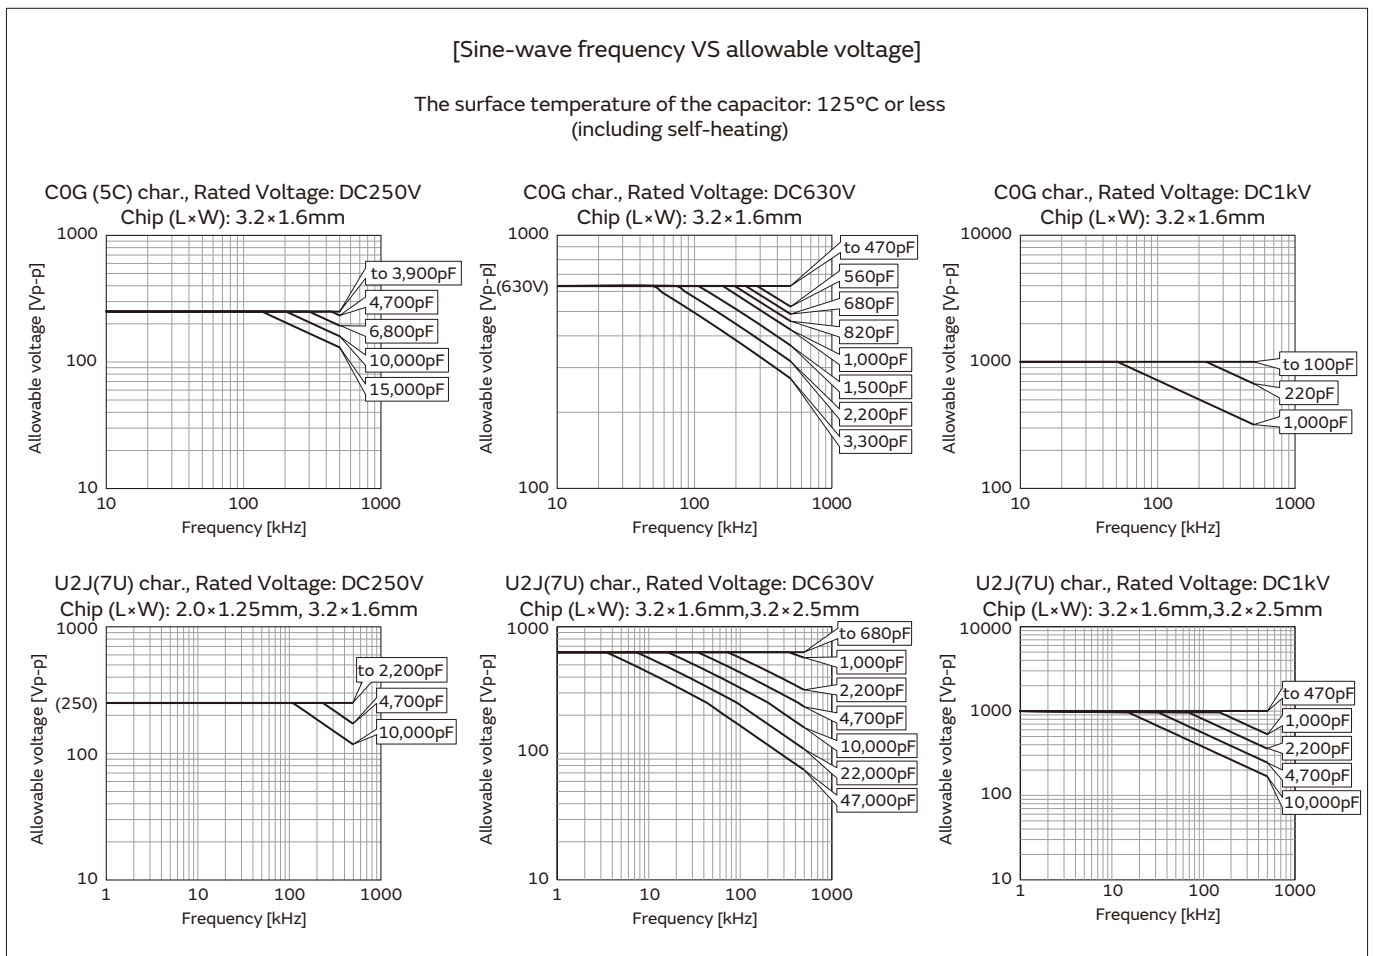 [Sine-wave frequency VS allowable voltage]
The surface temperature of the capacitor: 125°C or less
(including self-heating)
C0G (5C) char., Rated Voltage: DC250V
Chip (L×W): 3.2×1.6mm
Allowable voltage [Vp-p]
1000
100
10
10
100
1000
Frequency [kHz]
to 3,900pF
4,700pF
6,800pF
10,000pF
15,000pF
C0G char., Rated Voltage: DC630V
Chip (L×W): 3.2×1.6mm
Allowable voltage [Vp-p]
1000
(630V)
100
10
100
1000
Frequency [kHz]
to 470pF
560pF
680pF
820pF
1,000pF
1,500pF
2,200pF
3,300pF
C0G char., Rated Voltage: DC1kV
Chip (L×W): 3.2×1.6mm
Allowable voltage [Vp-p]
10000
1000
100
10
100
1000
Frequency [kHz]
to 100pF
220pF
1,000pF
U2J(7U) char., Rated Voltage: DC250V
Chip (L×W): 2.0×1.25mm, 3.2×1.6mm
Allowable voltage [Vp-p]
1000
(250)
100
10
1
10
100
1000
Frequency [kHz]
to 2,200pF
4,700pF
10,000pF
U2J(7U) char., Rated Voltage: DC630V
Chip (L×W): 3.2×1.6mm,3.2×2.5mm
Allowable voltage [Vp-p]
1000
100
10
1
10
100
1000
Frequency [kHz]
to 680pF
1,000pF
2,200pF
4,700pF
10,000pF
22,000pF
47,000pF
U2J(7U) char., Rated Voltage: DC1kV
Chip (L×W): 3.2×1.6mm,3.2×2.5mm
Allowable voltage [Vp-p]
10000
1000
100
10
1
10
100
1000
Frequency [kHz]
to 470pF
1,000pF
2,200pF
4,700pF
10,000pF